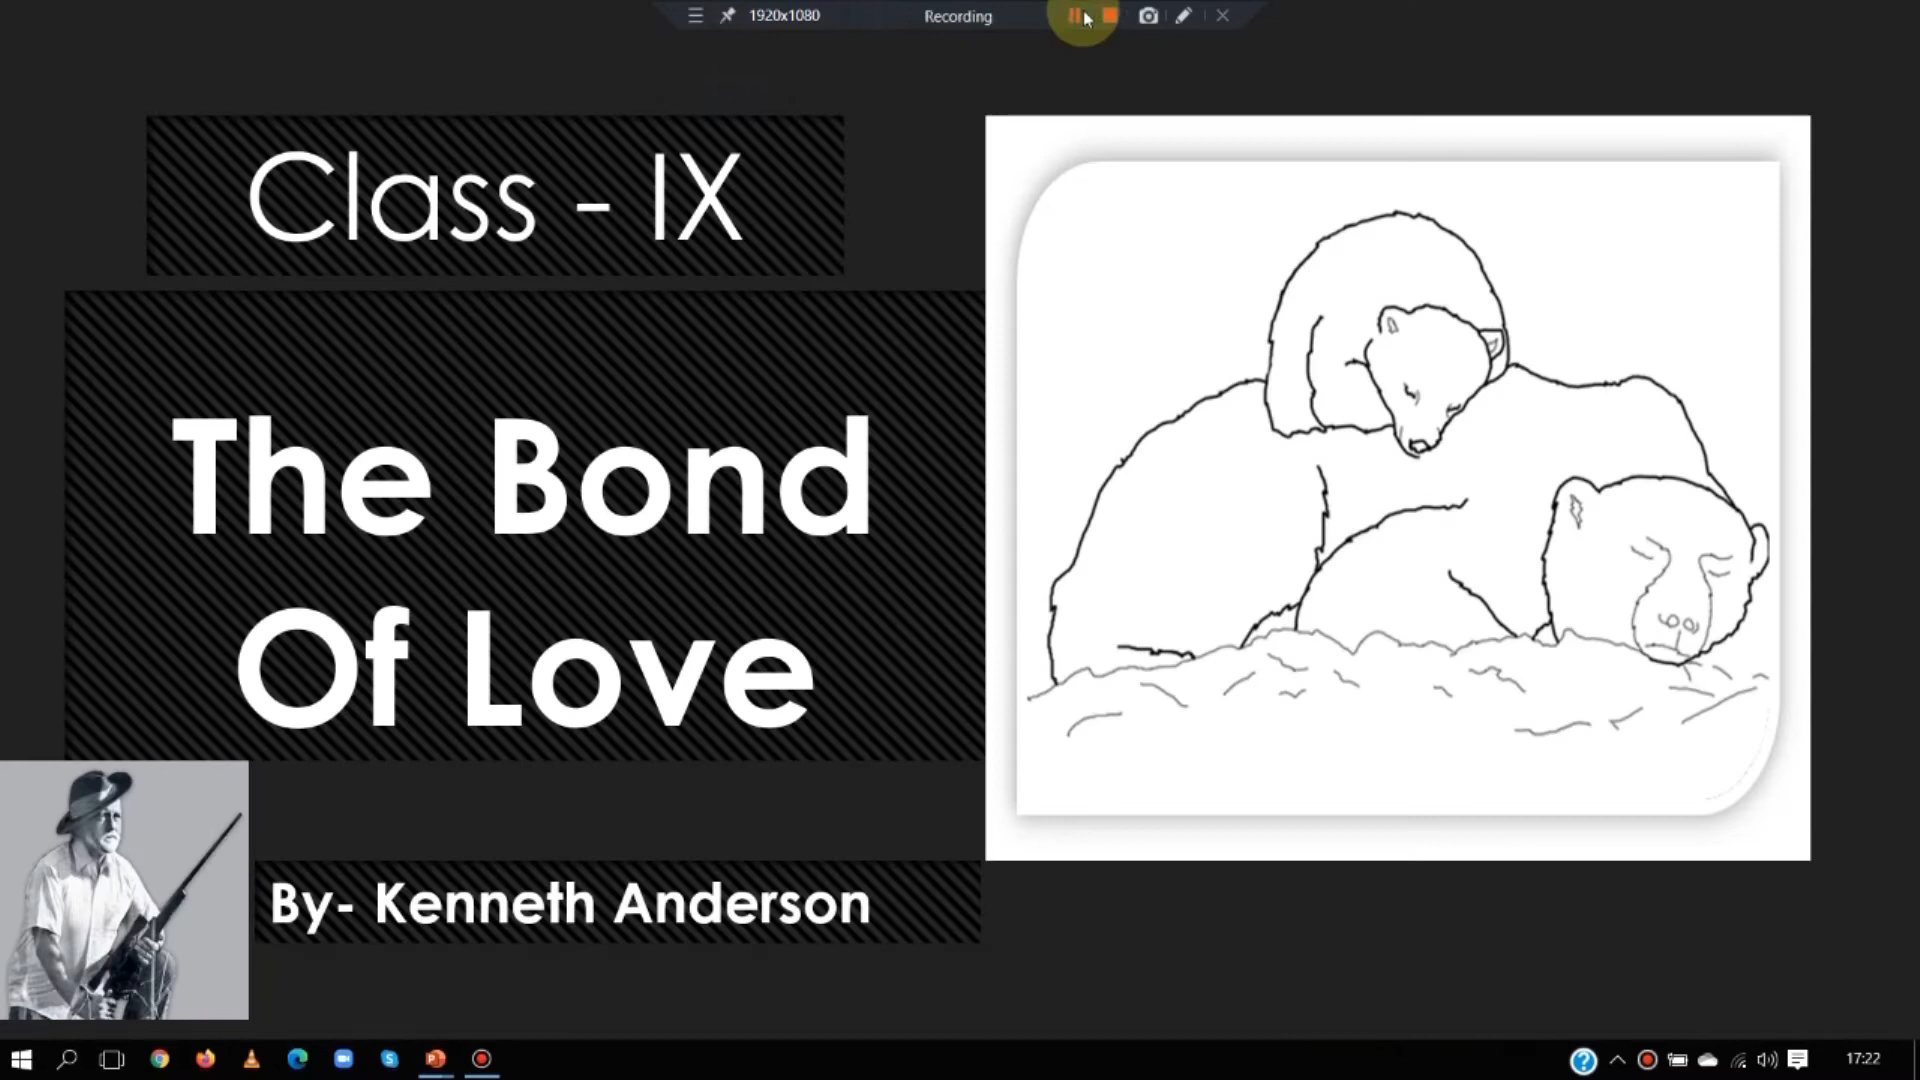 1920x1080
Recording
Class - IX
The Bond
Of Love
By- Kenneth Anderson
17:22